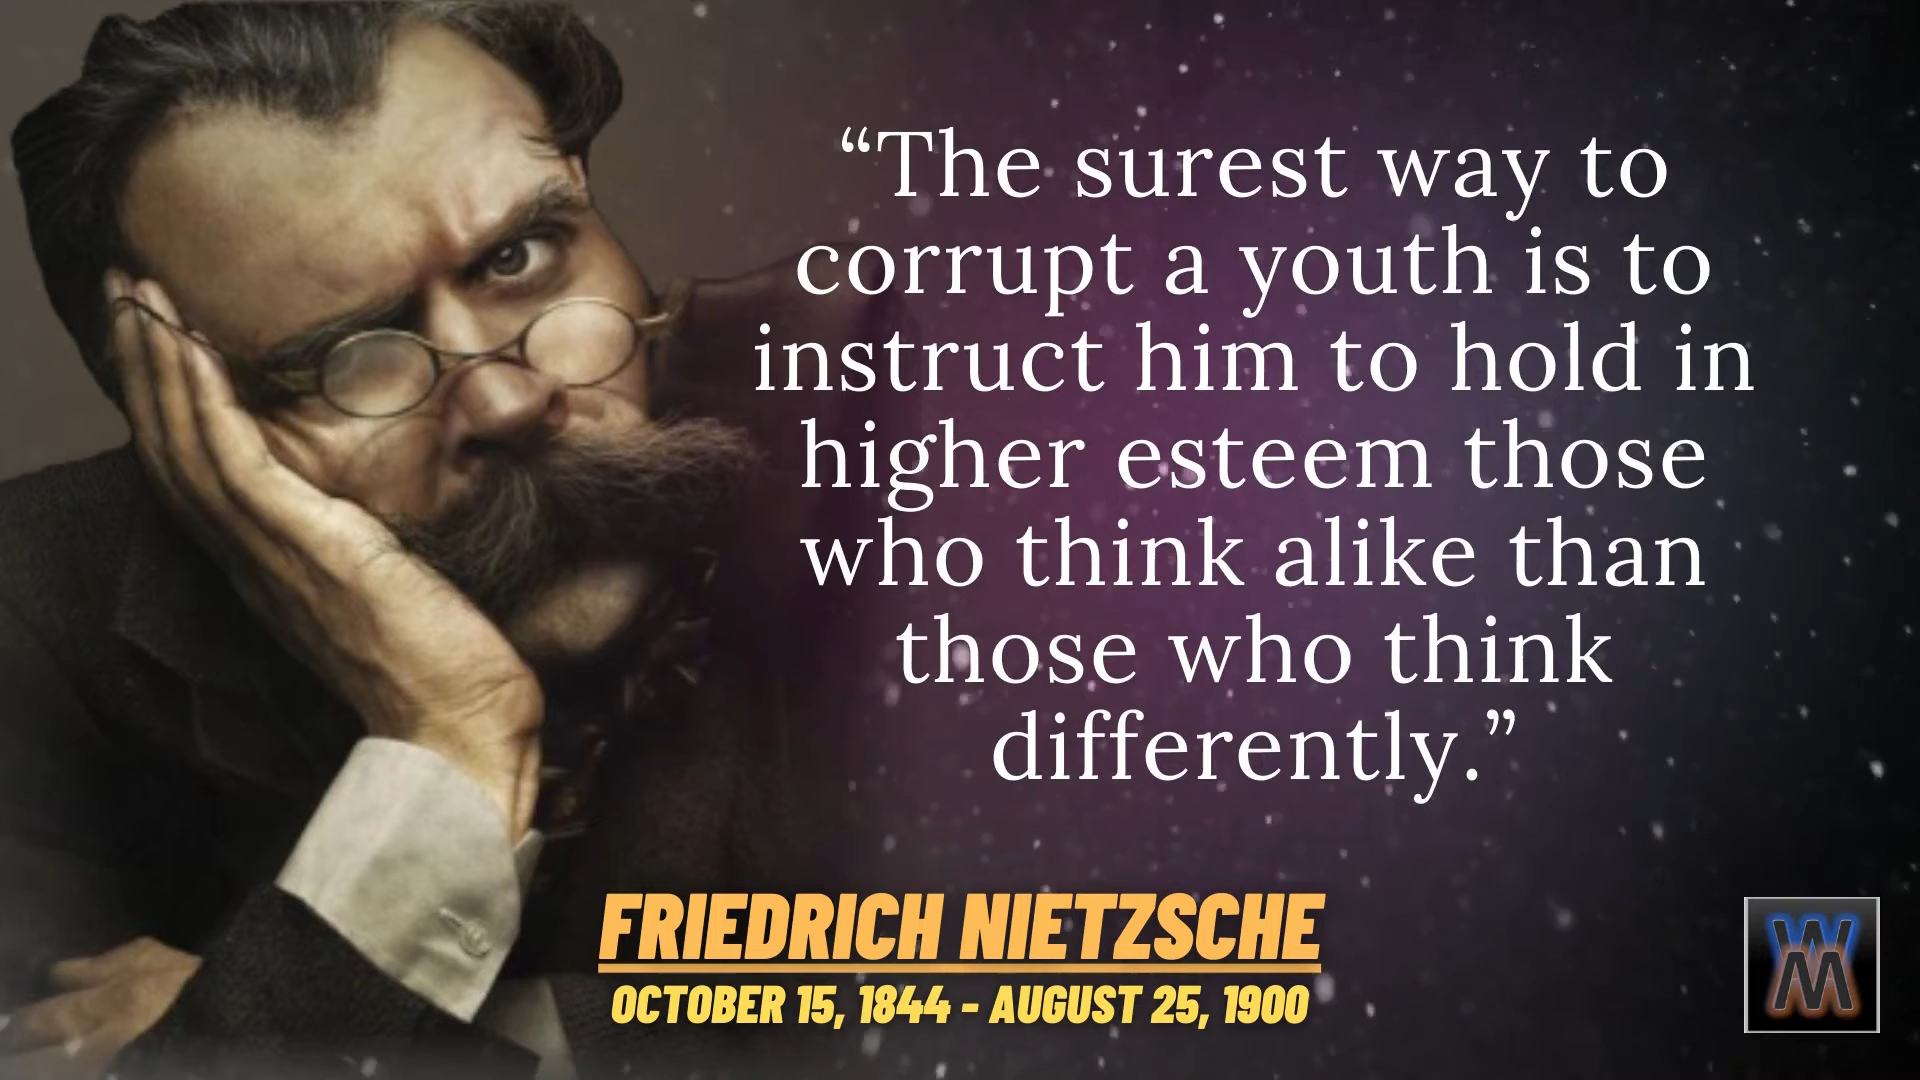 “The surest way to
corrupt a youth is to
instruct him to hold in
higher esteem those
who think alike than
those who think
differently.”
FRIEDRICH NIETZSCHE
OCTOBER 15, 1844 - AUGUST 25, 1900
W
M